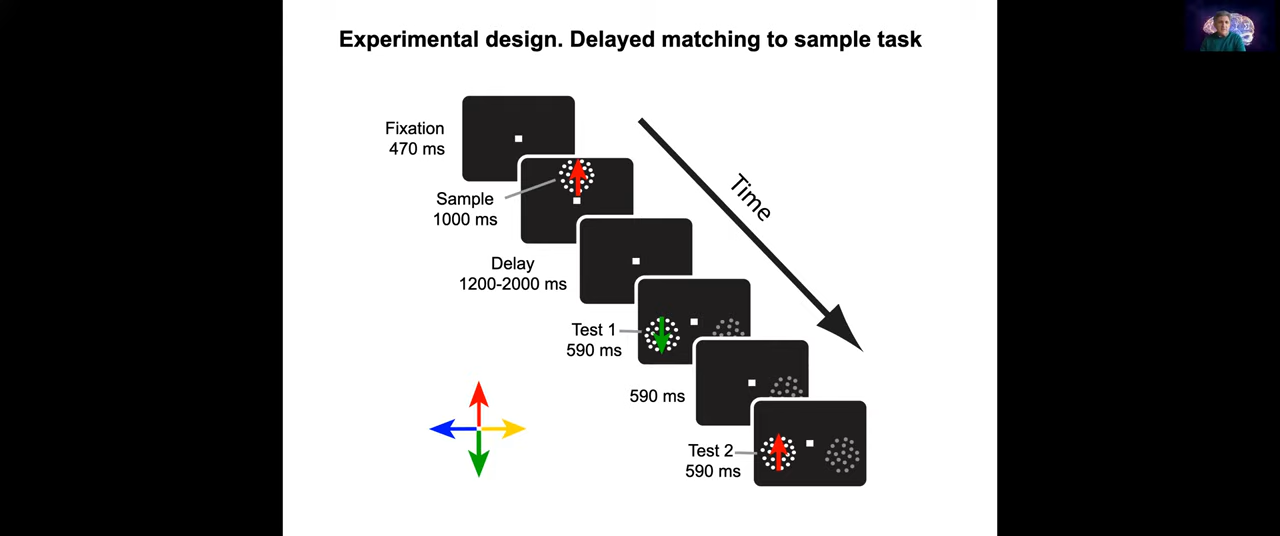 Experimental design. Delayed matching to sample task
Fixation
470 ms
Sample
1000 ms
Delay
1200-2000 ms
Test 1
590 ms
590 ms
Test 2
590 ms
Time